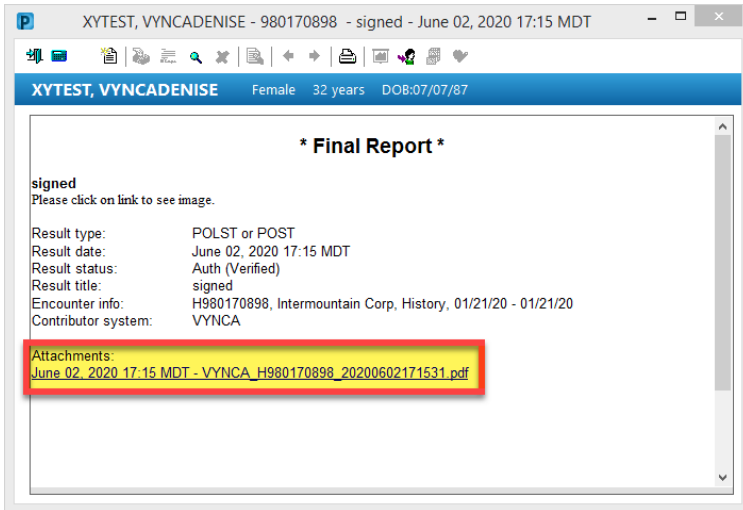 XYTEST, VYNCADENISE - 980170898 - signed - June 02, 2020 17:15 MDT
XYTEST, VYNCADENISE Female 32 years DOB:07/07/87
* Final Report *
signed
Please click on link to see image.
Result type: POLST or POST
Result date: June 02, 2020 17:15 MDT
Result status: Auth (Verified)
Result title: signed
Encounter info: H980170898, Intermountain Corp, History, 01/21/20 - 01/21/20
Contributor system: VYNCA
Attachments:
June 02, 2020 17:15 MDT - VYNCA_H980170898_20200602171531.pdf